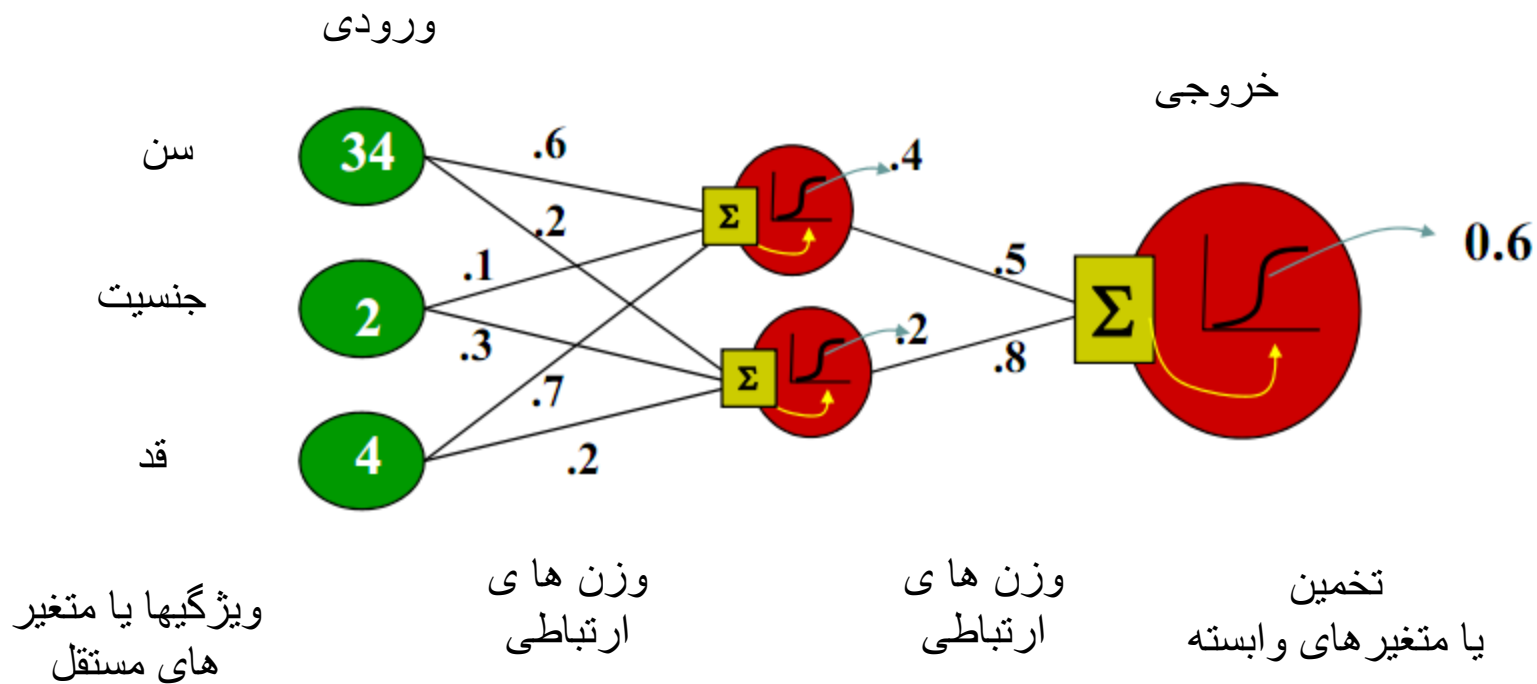 ورودی
خروجی
سن
34
.6
.4
.2
Σ
جنسیت
2
.1
.3
.5
Σ
0.6
.2
.8
Σ
قد
4
.7
.2
ویژگیها یا متغیر
های مستقل
وزن ها ی
ارتباطی
وزن ها ی
ارتباطی
تخمین
یا متغیرهای وابسته